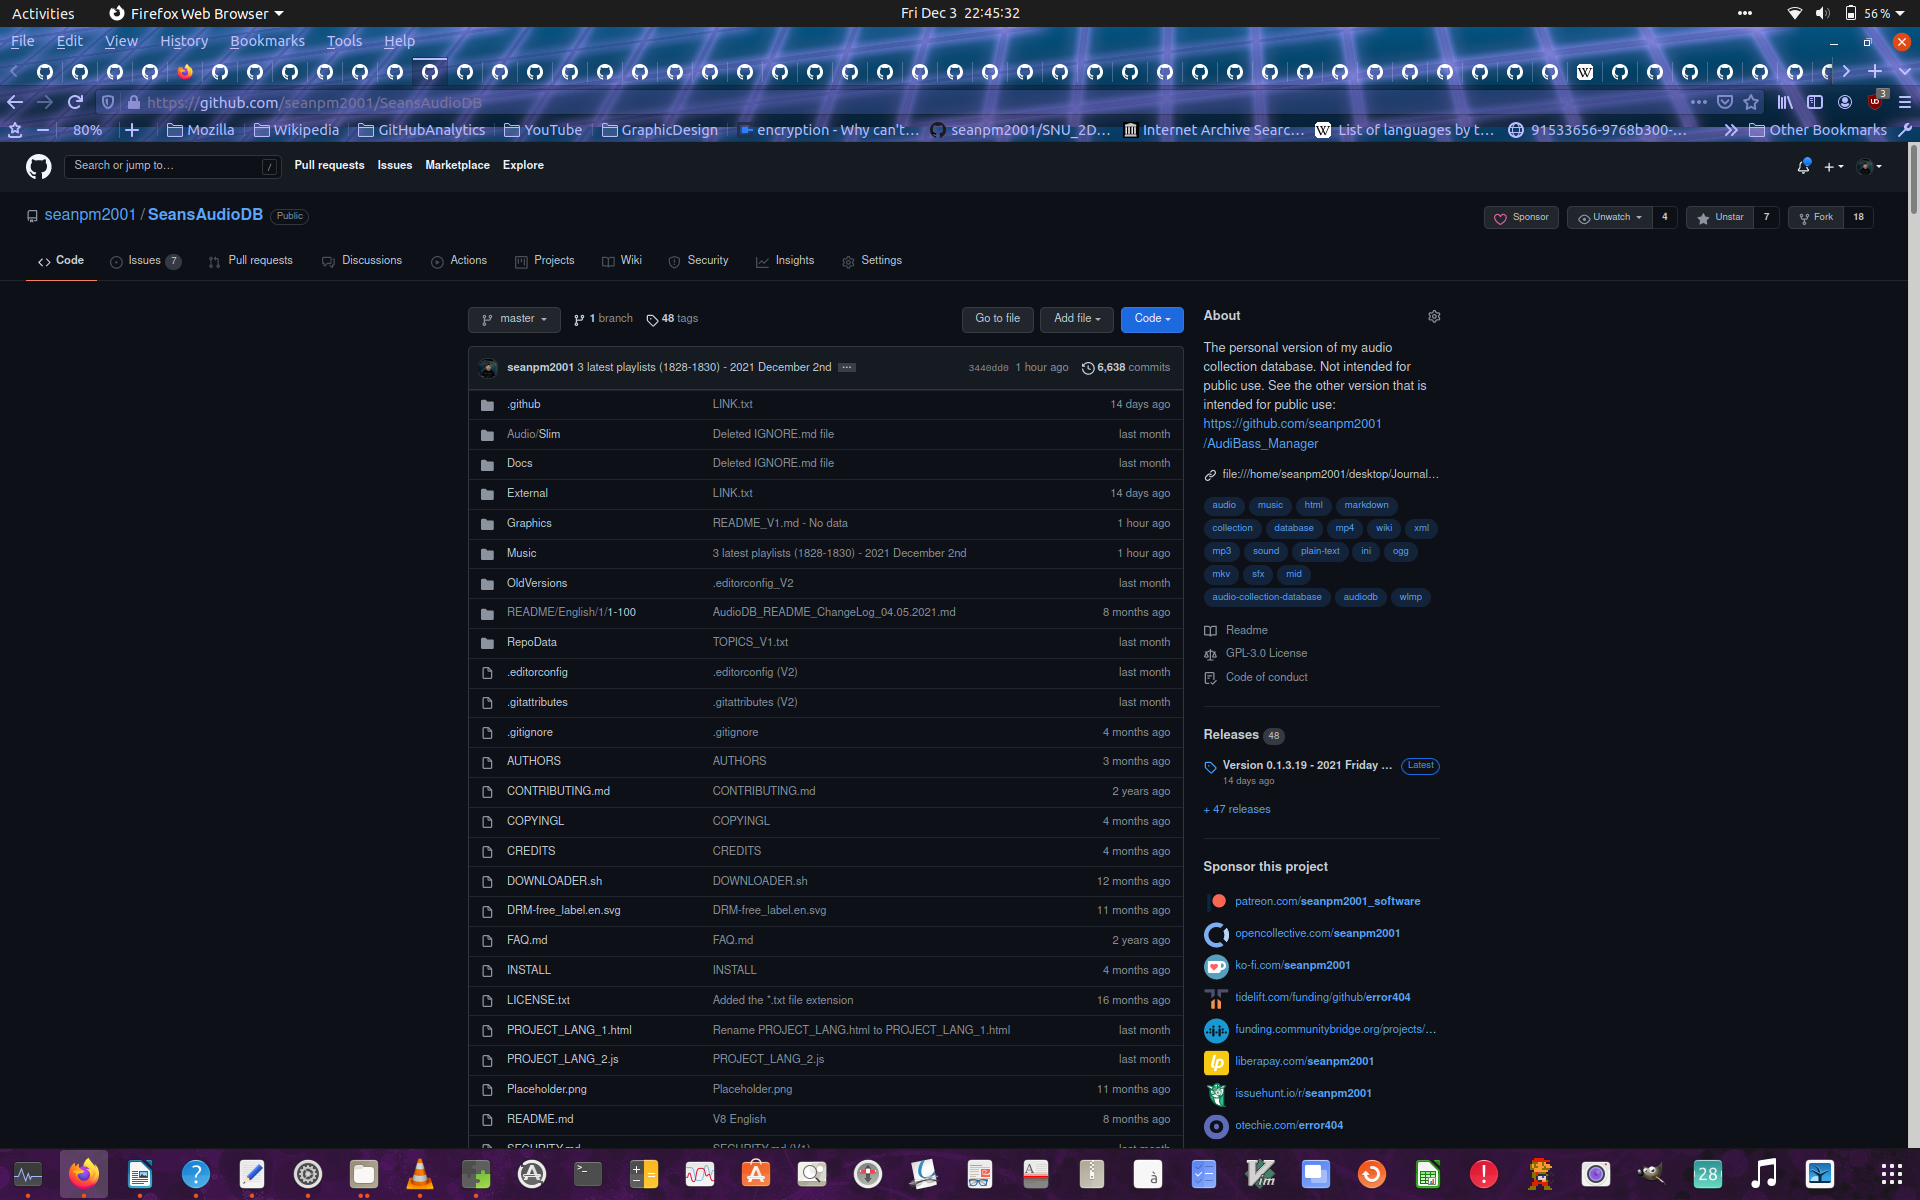 Activities Firefox Web Browser Fri Dec 3 22:45:32 56 %
File Edit View History Bookmarks Tools Help
https://github.com/seanpm2001/SeansAudioDB 3
80% Mozilla Wikipedia GitHubAnalytics YouTube GraphicDesign encryption - Why can't… seanpm2001/SNU_2D… Internet Archive Searc… List of languages by t… 91533656-9768b300-… Other Bookmarks
Search or jump to… / Pull requests Issues Marketplace Explore
seanpm2001 / SeansAudioDB Public Sponsor Unwatch 4 Unstar 7 Fork 18
Code Issues 7 Pull requests Discussions Actions Projects Wiki Security Insights Settings
master 1 branch 48 tags Go to file Add file Code
seanpm2001 3 latest playlists (1828-1830) - 2021 December 2nd ... 3440dd0 1 hour ago 6,638 commits
.github LINK.txt 14 days ago
Audio/Slim Deleted IGNORE.md file last month
Docs Deleted IGNORE.md file last month
External LINK.txt 14 days ago
Graphics README_V1.md - No data 1 hour ago
Music 3 latest playlists (1828-1830) - 2021 December 2nd 1 hour ago
OldVersions .editorconfig_V2 last month
README/English/1/1-100 AudioDB_README_ChangeLog_04.05.2021.md 8 months ago
RepoData TOPICS_V1.txt last month
.editorconfig .editorconfig (V2) last month
.gitattributes .gitattributes (V2) last month
.gitignore .gitignore 4 months ago
AUTHORS AUTHORS 3 months ago
CONTRIBUTING.md CONTRIBUTING.md 2 years ago
COPYINGL COPYINGL 4 months ago
CREDITS CREDITS 4 months ago
DOWNLOADER.sh DOWNLOADER.sh 12 months ago
DRM-free_label.en.svg DRM-free_label.en.svg 11 months ago
FAQ.md FAQ.md 2 years ago
INSTALL INSTALL 4 months ago
LICENSE.txt Added the *.txt file extension 16 months ago
PROJECT_LANG_1.html Rename PROJECT_LANG.html to PROJECT_LANG_1.html last month
PROJECT_LANG_2.js PROJECT_LANG_2.js last month
Placeholder.png Placeholder.png 11 months ago
README.md V8 English 8 months ago
SECURITY.md SECURITY.md (V1) last month
About
The personal version of my audio
collection database. Not intended for
public use. See the other version that is
intended for public use:
https://github.com/seanpm2001
/AudiBass_Manager
file:///home/seanpm2001/desktop/Journal…
audio music html markdown
collection database mp4 wiki xml
mp3 sound plain-text ini ogg
mkv sfx mid
audio-collection-database audiodb wlmp
Readme
GPL-3.0 License
Code of conduct
Releases 48
Version 0.1.3.19 - 2021 Friday … Latest
14 days ago
+ 47 releases
Sponsor this project
patreon.com/seanpm2001_software
opencollective.com/seanpm2001
ko-fi.com/seanpm2001
tidelift.com/funding/github/error404
funding.communitybridge.org/projects/…
liberapay.com/seanpm2001
issuehunt.io/r/seanpm2001
otechie.com/error404
28